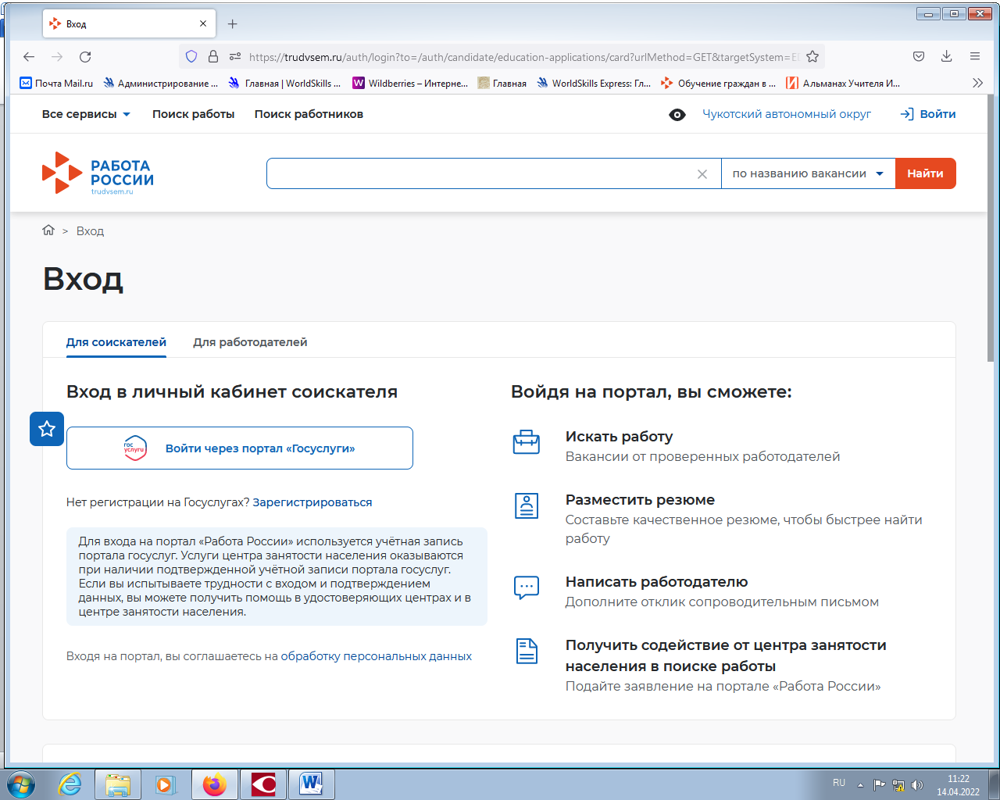 Вход
https://trudvsem.ru/auth/login?to=/auth/candidate/education-applications/card?urlMethod=GET&targetSystem=
Почта Mail.ru
Администрирование ...
Главная | WorldSkills ...
Wildberries – Интерне...
Главная
WorldSkills Express: Гл...
Обучение граждан в ...
Альманах Учителя И...
Все сервисы
Поиск работы
Поиск работников
Чукотский автономный округ
Войти
РАБОТА
РОССИИ
trudvsem.ru
по названию вакансии
Найти
> Вход
Вход
Для соискателей
Для работодателей
Вход в личный кабинет соискателя
гос
услуги
Войти через портал «Госуслуги»
Нет регистрации на Госуслугах? Зарегистрироваться
Для входа на портал «Работа России» используется учётная запись
портала госуслуг. Услуги центра занятости населения оказываются
при наличии подтвержденной учётной записи портала госуслуг.
Если вы испытываете трудности с входом и подтверждением
данных, вы можете получить помощь в удостоверяющих центрах и в
центре занятости населения.
Входя на портал, вы соглашаетесь на обработку персональных данных
Войдя на портал, вы сможете:
Искать работу
Вакансии от проверенных работодателей
Разместить резюме
Составьте качественное резюме, чтобы быстрее найти
работу
Написать работодателю
Дополните отклик сопроводительным письмом
Получить содействие от центра занятости
населения в поиске работы
Подайте заявление на портале «Работа России»
RU
11:22
14.04.2022